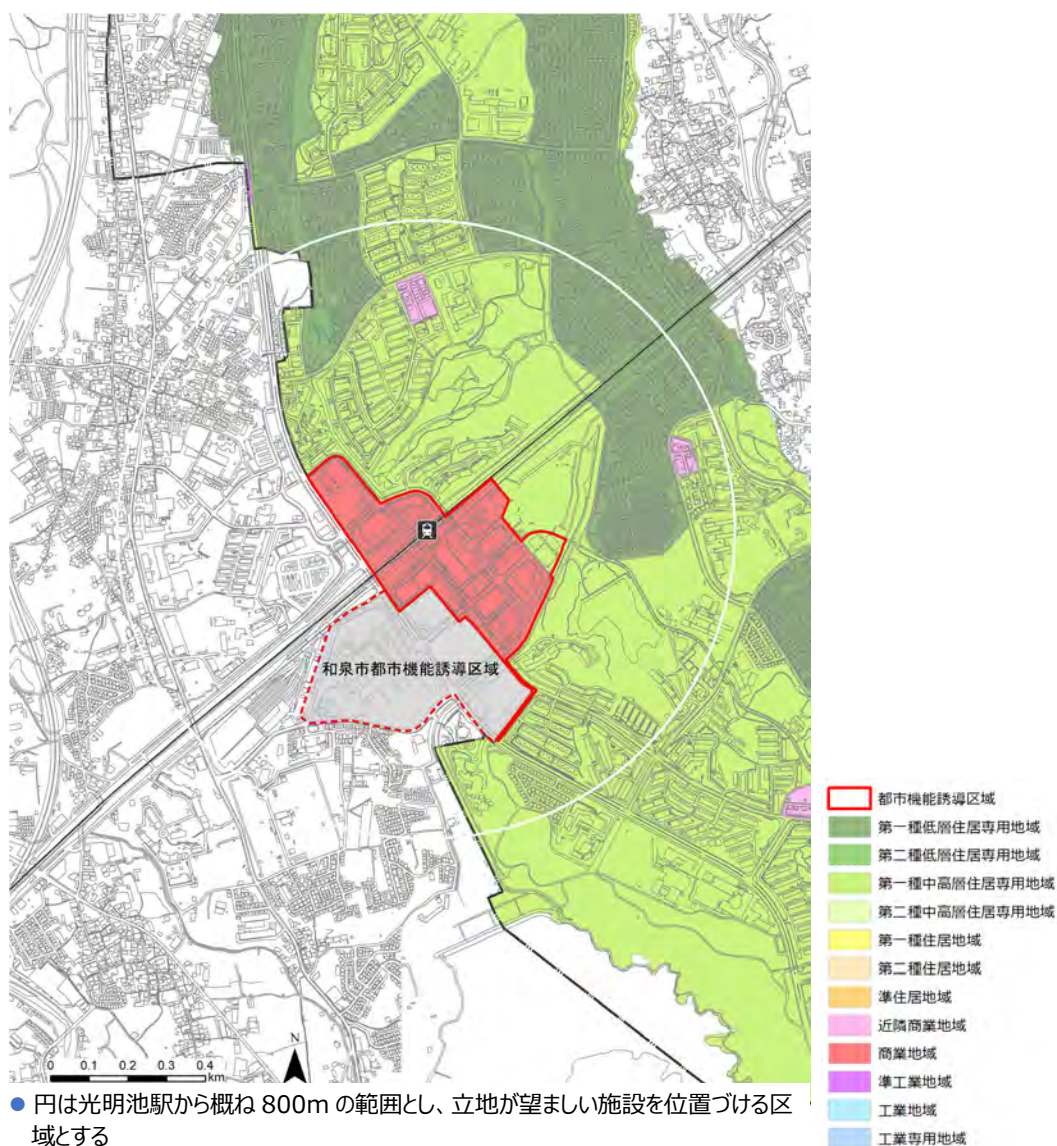 和泉市都市機能誘導区域
N
0 0.1 0.2 0.3 0.4
km
都市機能誘導区域
第一種低層住居専用地域
第二種低層住居専用地域
第一種中高層住居専用地域
第二種中高層住居専用地域
第一種住居地域
第二種住居地域
準住居地域
近隣商業地域
商業地域
準工業地域
工業地域
工業専用地域
● 円は光明池駅から概ね 800m の範囲とし、立地が望ましい施設を位置づける区
域とする